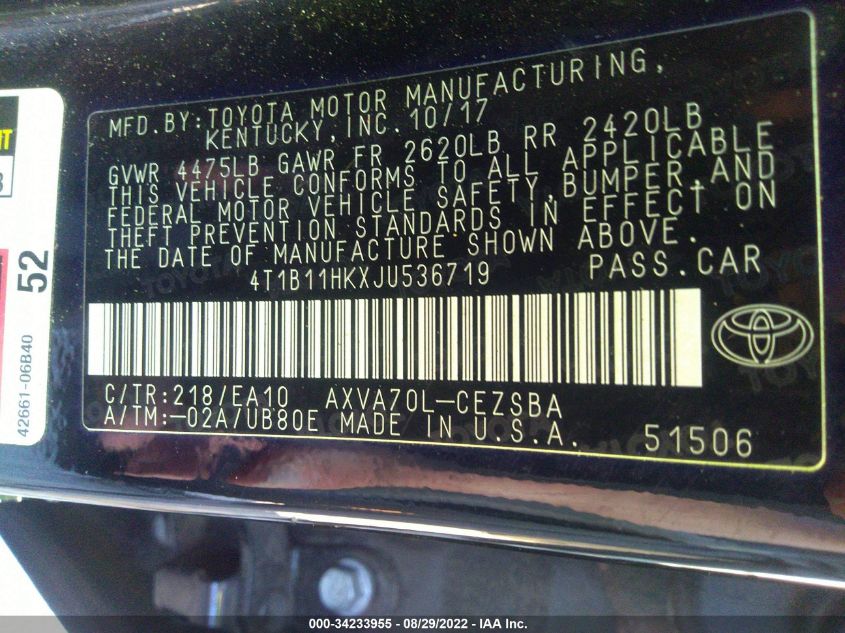 MFD.BY:TOYOTA MOTOR MANUFACTURING,
KENTUCKY,INC.10/17
GVWR 4475LB GAWR FR 2620LB RR 2420LB
THIS VEHICLE CONFORMS TO ALL APPLICABLE
FEDERAL MOTOR VEHICLE SAFETY,BUMPER,AND
THEFT PREVENTION STANDARDS IN EFFECT ON
THE DATE OF MANUFACTURE SHOWN ABOVE.
4T1B11HKXJU536719 PASS.CAR
C/TR:218/EA10 AXVA70L-CEZSBA
A/TM:-02A/UB80E MADE IN U.S.A. 51506
52
42661-06B40
000-34233955 - 08/29/2022 - IAA Inc.